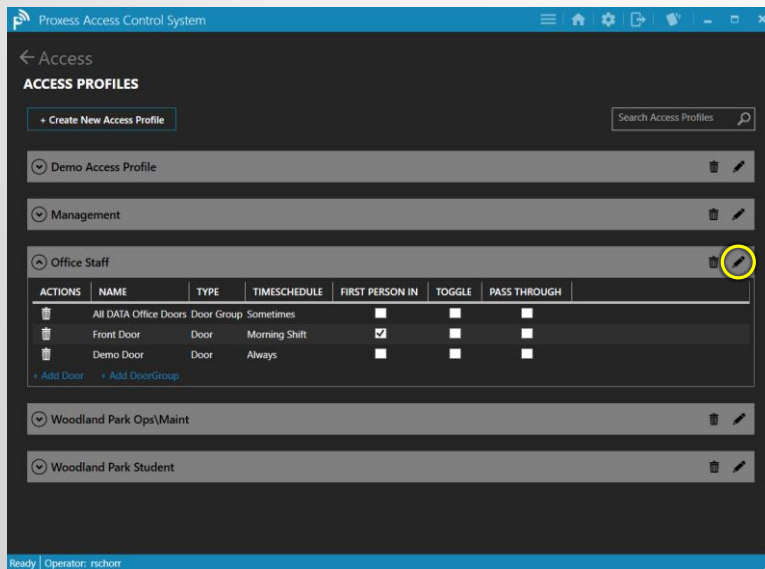 Proxess Access Control System
Access
ACCESS PROFILES
+ Create New Access Profile
Search Access Profiles
Demo Access Profile
Management
Office Staff
ACTIONS NAME TYPE TIMESCHEDULE FIRST PERSON IN TOGGLE PASS THROUGH
All DATA Office Doors Door Group Sometimes
Front Door Door Morning Shift
Demo Door Door Always
+ Add Door + Add DoorGroup
Woodland Park Ops\Maint
Woodland Park Student
Ready Operator: rschorr